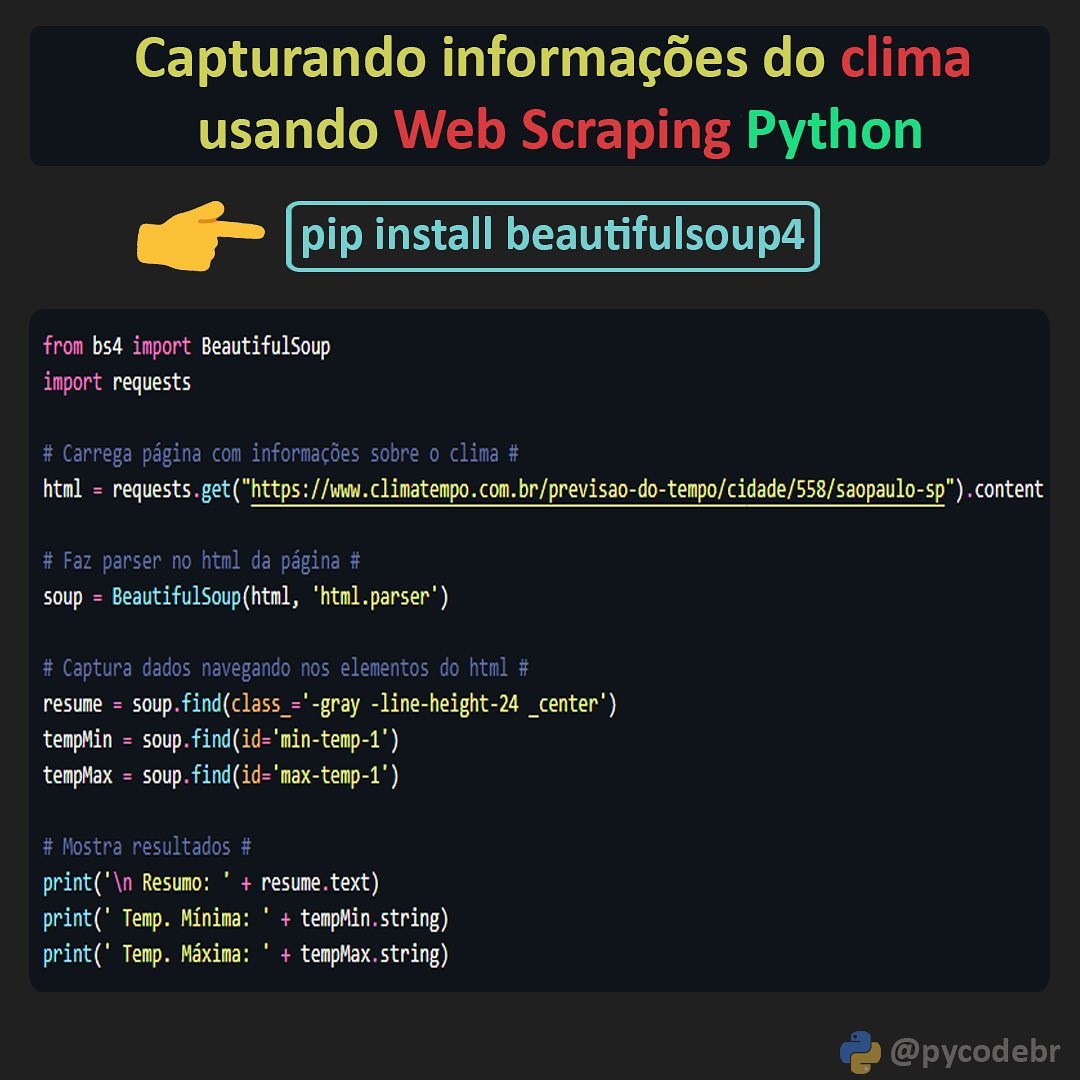 Capturando informações do clima
usando Web Scraping Python
pip install beautifulsoup4
from bs4 import BeautifulSoup
import requests
# Carrega página com informações sobre o clima #
html = requests.get("https://www.climatempo.com.br/previsao-do-tempo/cidade/558/saopaulo-sp").content
# Faz parser no html da página #
soup = BeautifulSoup(html, 'html.parser')
# Captura dados navegando nos elementos do html #
resume = soup.find(class_='-gray -line-height-24 _center')
tempMin = soup.find(id='min-temp-1')
tempMax = soup.find(id='max-temp-1')
# Mostra resultados #
print('\n Resumo: ' + resume.text)
print(' Temp. Mínima: ' + tempMin.string)
print(' Temp. Máxima: ' + tempMax.string)
@pycodebr